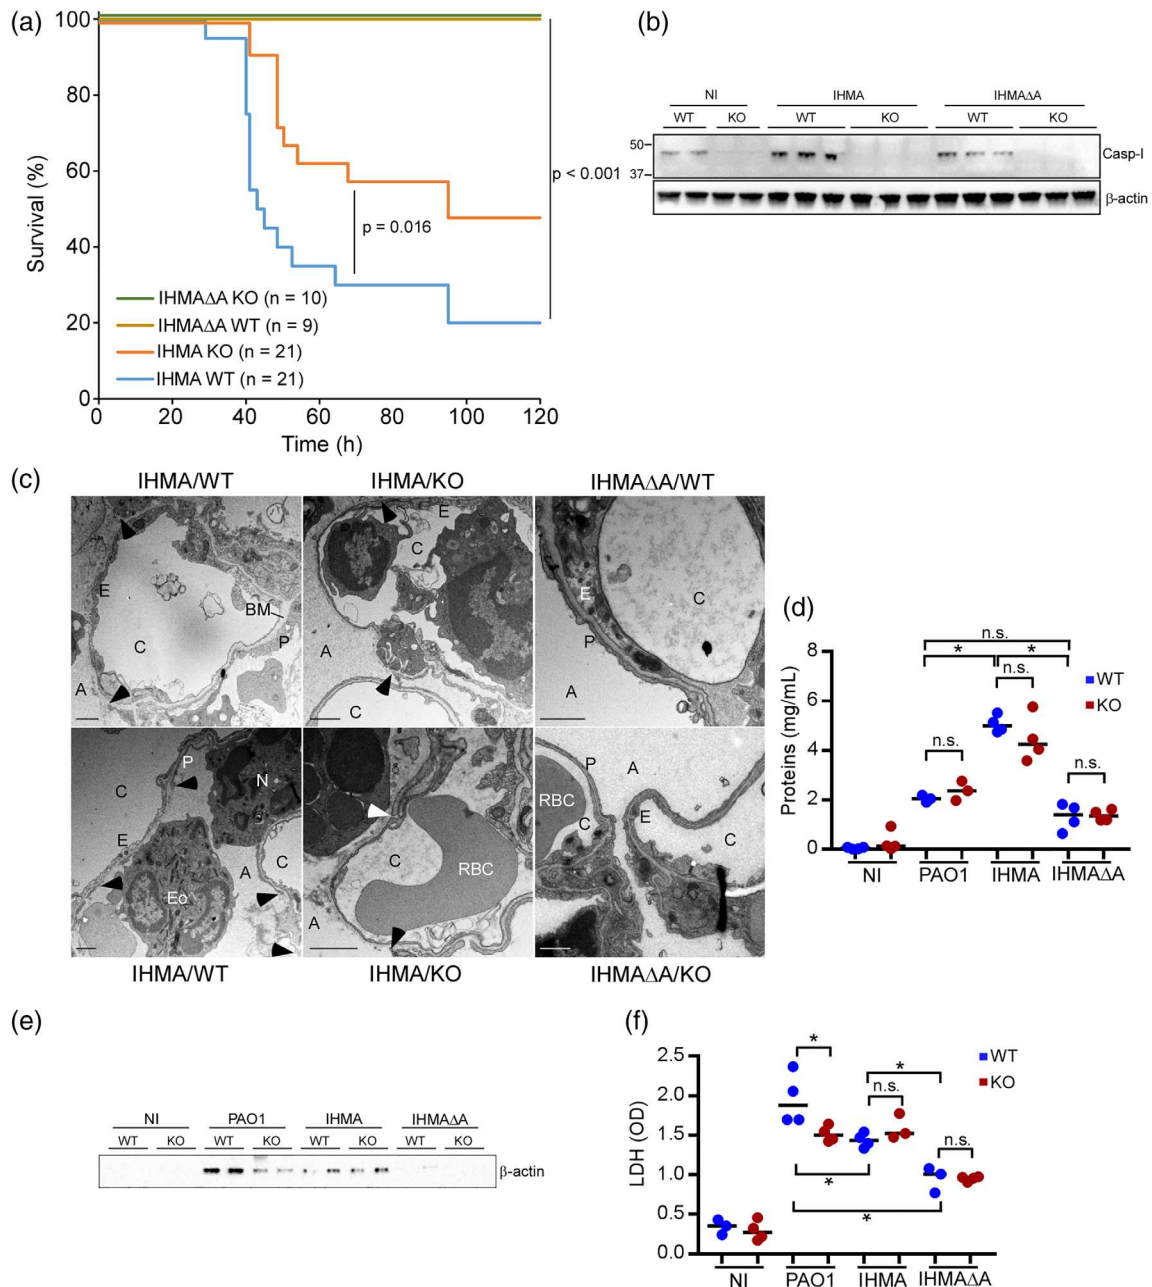 (a)
100
80
60
40
20
0
Survival (%)
0 20 40 60 80 100 120
Time (h)
p < 0.001
p = 0.016
IHMAΔA KO (n = 10)
IHMAΔA WT (n = 9)
IHMA KO (n = 21)
IHMA WT (n = 21)
(b)
NI IHMA IHMAΔA
WT KO WT KO WT KO
50
37
Casp-I
β-actin
(c)
IHMA/WT IHMA/KO IHMAΔA/WT
E BM C P A
E C A C
E C P A
P N C E A C Eo
C RBC A
P A RBC E C C
IHMA/WT IHMA/KO IHMAΔA/KO
(d)
8
6
4
2
0
Proteins (mg/mL)
n.s.
* *
n.s.
n.s.
n.s.
WT
KO
NI PAO1 IHMA IHMAΔA
(e)
NI PAO1 IHMA IHMAΔA
WT KO WT KO WT KO WT KO
β-actin
(f)
2.5
2.0
1.5
1.0
0.5
0.0
LDH (OD)
*
*
n.s.
n.s.
*
*
WT
KO
NI PAO1 IHMA IHMAΔA